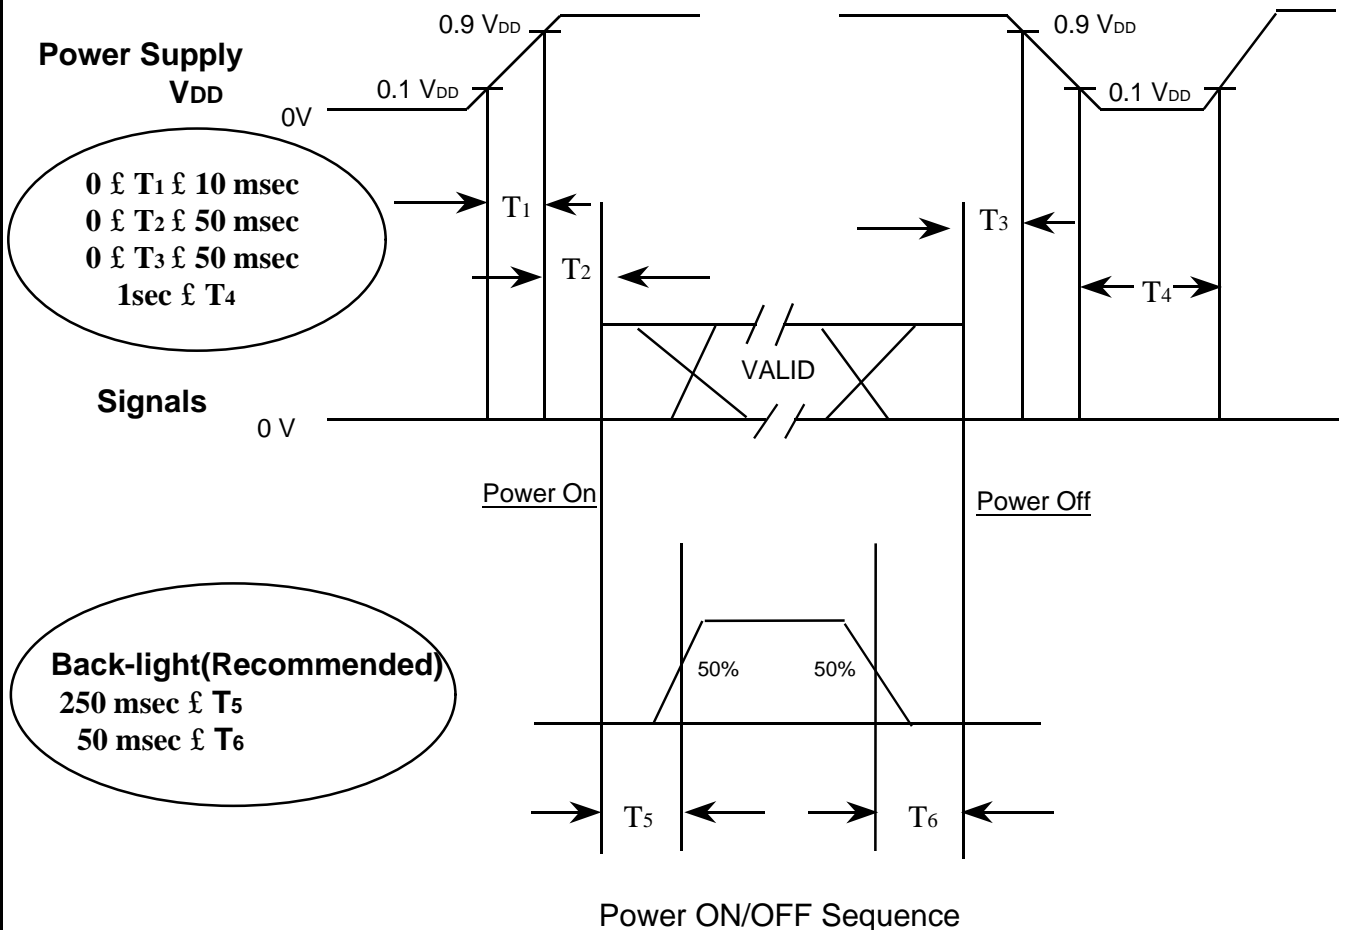 0.9 VDD
0.9 VDD
Power Supply
VDD
0.1 VDD
0.1 VDD
0V
0 £ T1 £ 10 msec
0 £ T2 £ 50 msec
0 £ T3 £ 50 msec
1sec £ T4
T1
T3
T2
T4
VALID
Signals
0 V
Power On
Power Off
Back-light(Recommended)
250 msec £ T5
50 msec £ T6
50%
50%
T5
T6
Power ON/OFF Sequence